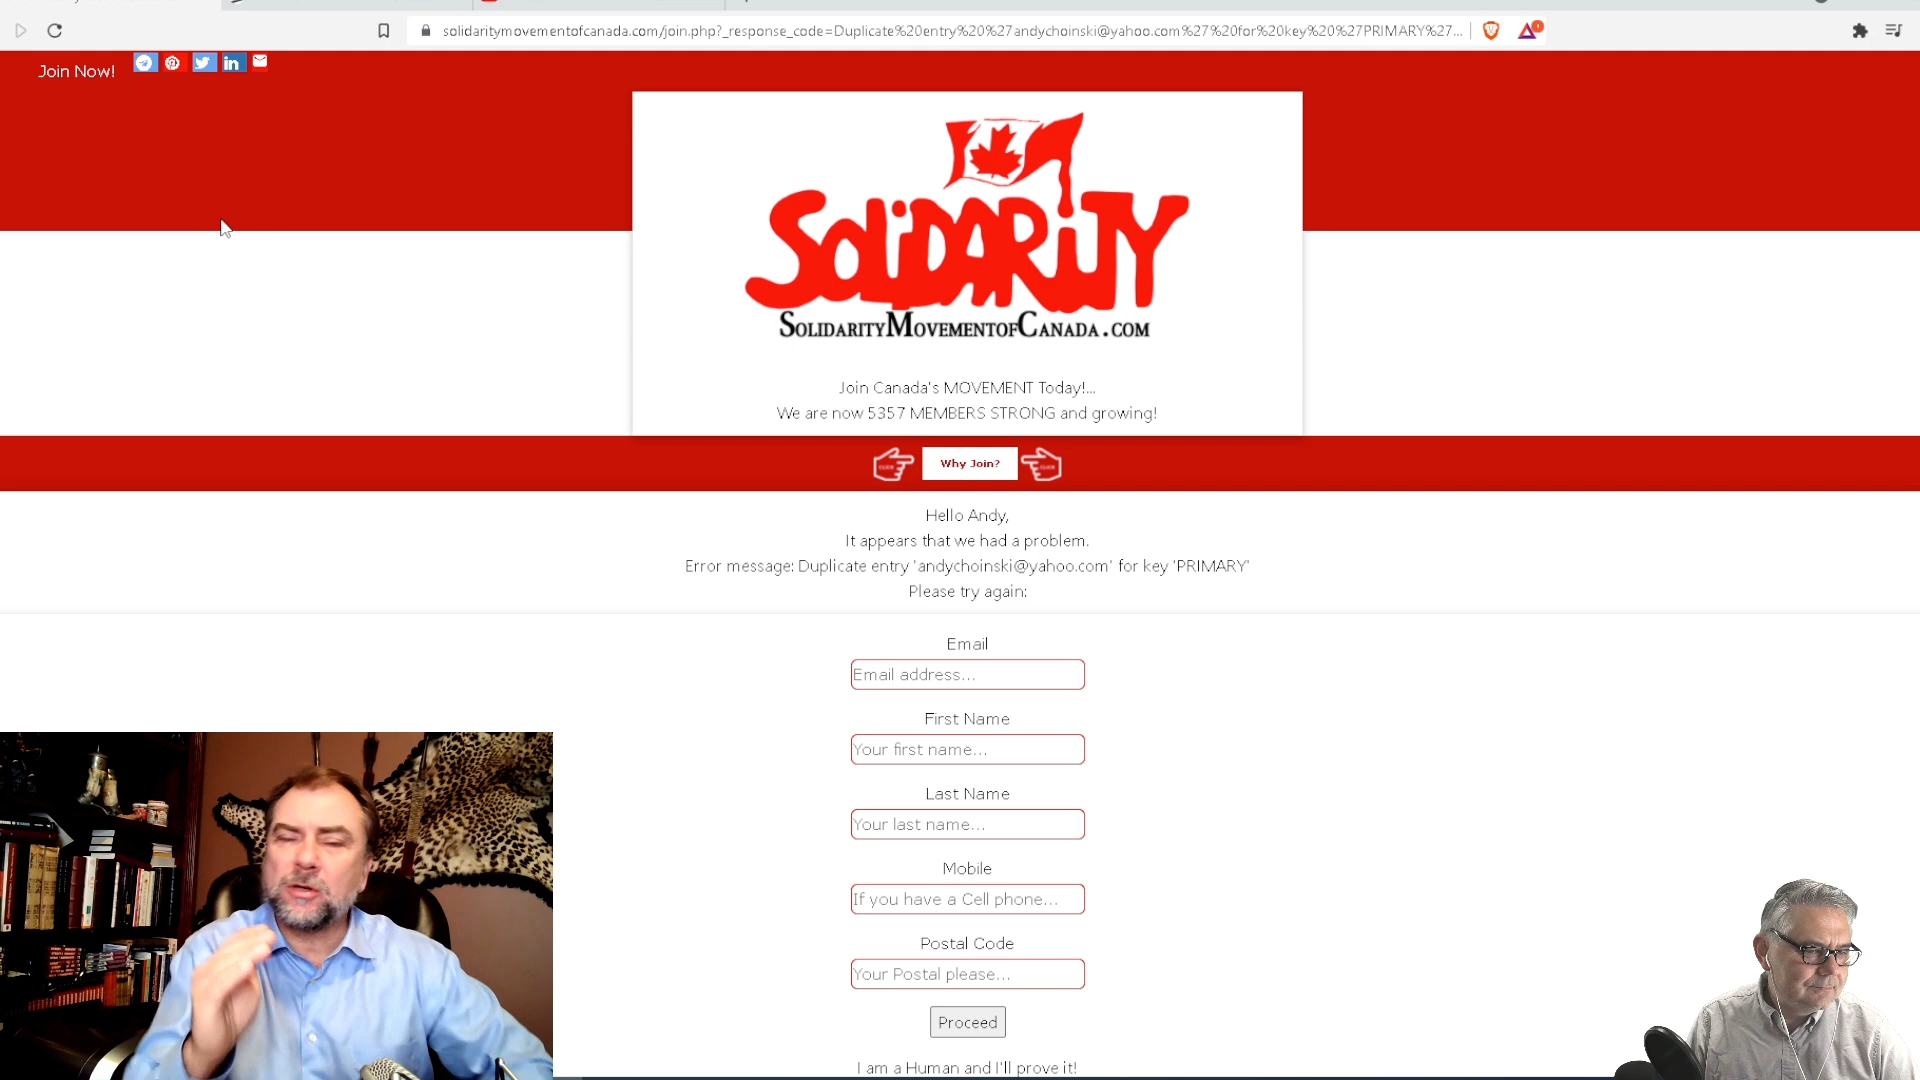 solidaritymovementofcanada.com/join.php?_response_code=Duplicate%20entry%20%27andychoinski@yahoo.com%27%20for%20key%20%27PRIMARY%27...
Join Now!
SOLIDARITY
SOLIDARITYMOVEMENTOFCANADA.COM
Join Canada's MOVEMENT Today!...
We are now 5357 MEMBERS STRONG and growing!
CLICK Why Join? CLICK
Hello Andy,
It appears that we had a problem.
Error message: Duplicate entry 'andychoinski@yahoo.com' for key 'PRIMARY'
Please try again:
Email
Email address...
First Name
Your first name...
Last Name
Your last name...
Mobile
If you have a Cell phone...
Postal Code
Your Postal please...
Proceed
I am a Human and I'll prove it!